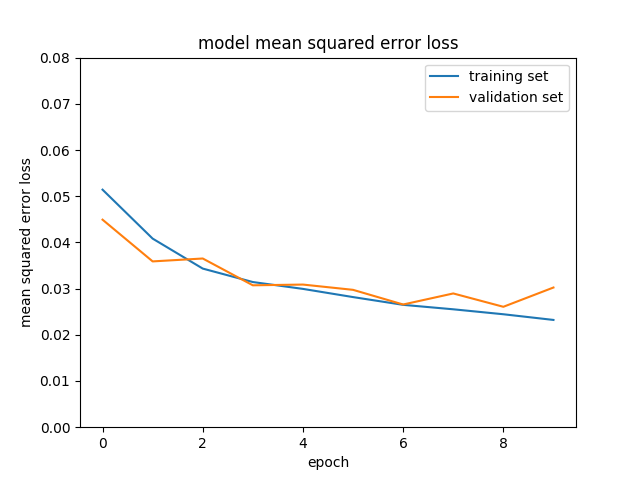 model mean squared error loss
training set
validation set
0.08
0.07
0.06
0.05
0.04
0.03
0.02
0.01
0.00
mean squared error loss
0 2 4 6 8
epoch